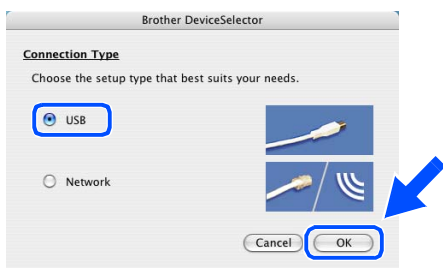 Brother DeviceSelector
Connection Type
Choose the setup type that best suits your needs.
USB
Network
Cancel OK